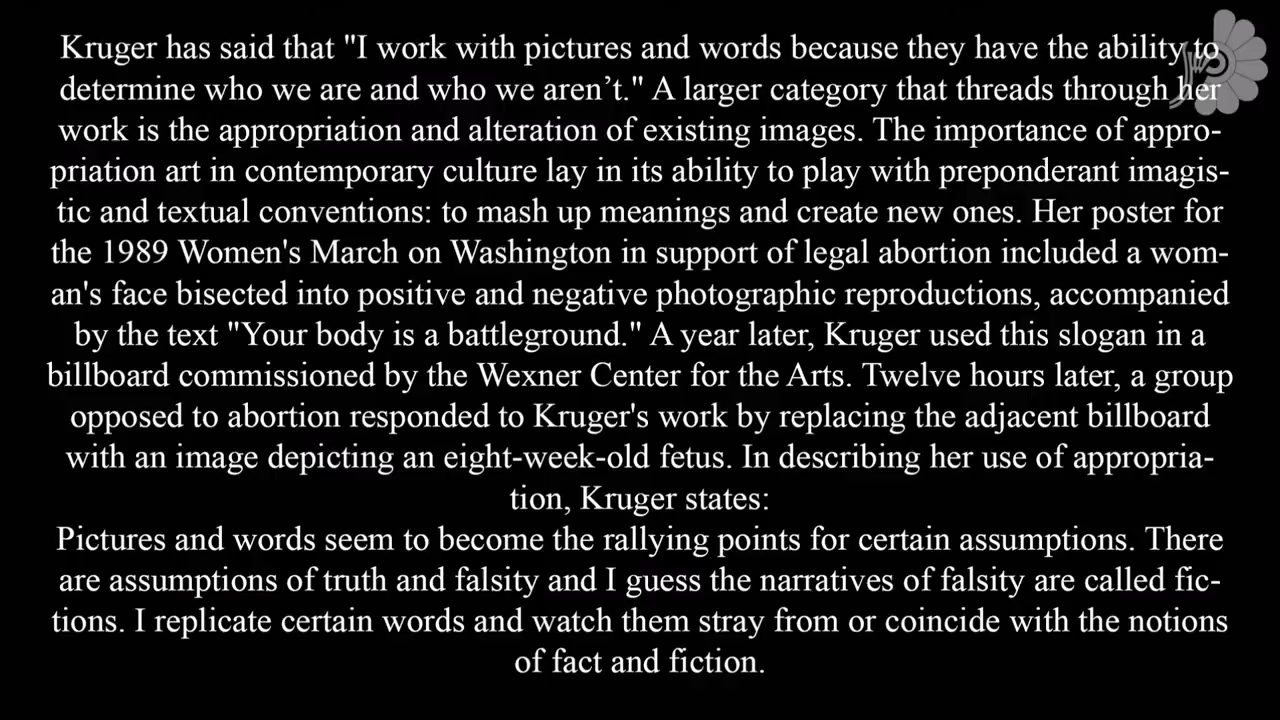 Kruger has said that "I work with pictures and words because they have the ability to
determine who we are and who we aren’t." A larger category that threads through her
work is the appropriation and alteration of existing images. The importance of appro-
priation art in contemporary culture lay in its ability to play with preponderant imagis-
tic and textual conventions: to mash up meanings and create new ones. Her poster for
the 1989 Women's March on Washington in support of legal abortion included a wom-
an's face bisected into positive and negative photographic reproductions, accompanied
by the text "Your body is a battleground." A year later, Kruger used this slogan in a
billboard commissioned by the Wexner Center for the Arts. Twelve hours later, a group
opposed to abortion responded to Kruger's work by replacing the adjacent billboard
with an image depicting an eight-week-old fetus. In describing her use of appropria-
tion, Kruger states:
Pictures and words seem to become the rallying points for certain assumptions. There
are assumptions of truth and falsity and I guess the narratives of falsity are called fic-
tions. I replicate certain words and watch them stray from or coincide with the notions
of fact and fiction.